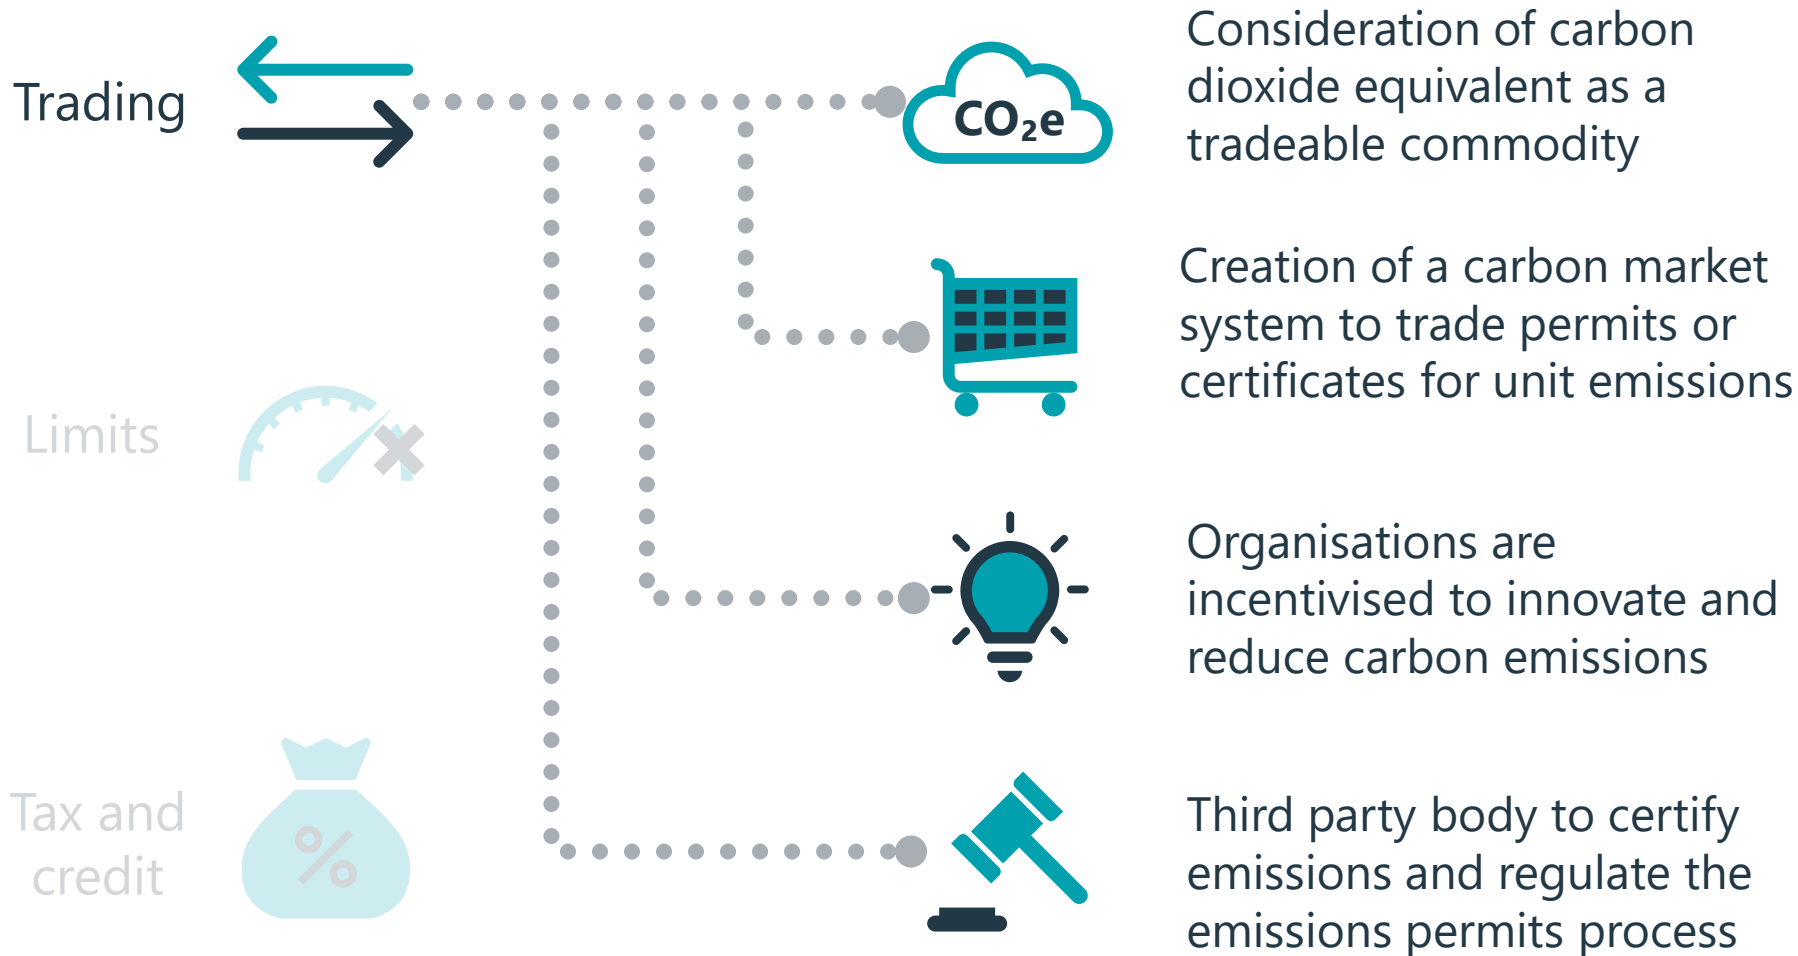 Trading
CO₂e
Consideration of carbon
dioxide equivalent as a
tradeable commodity
Creation of a carbon market
system to trade permits or
certificates for unit emissions
Limits
Organisations are
incentivised to innovate and
reduce carbon emissions
Tax and
credit
%
Third party body to certify
emissions and regulate the
emissions permits process